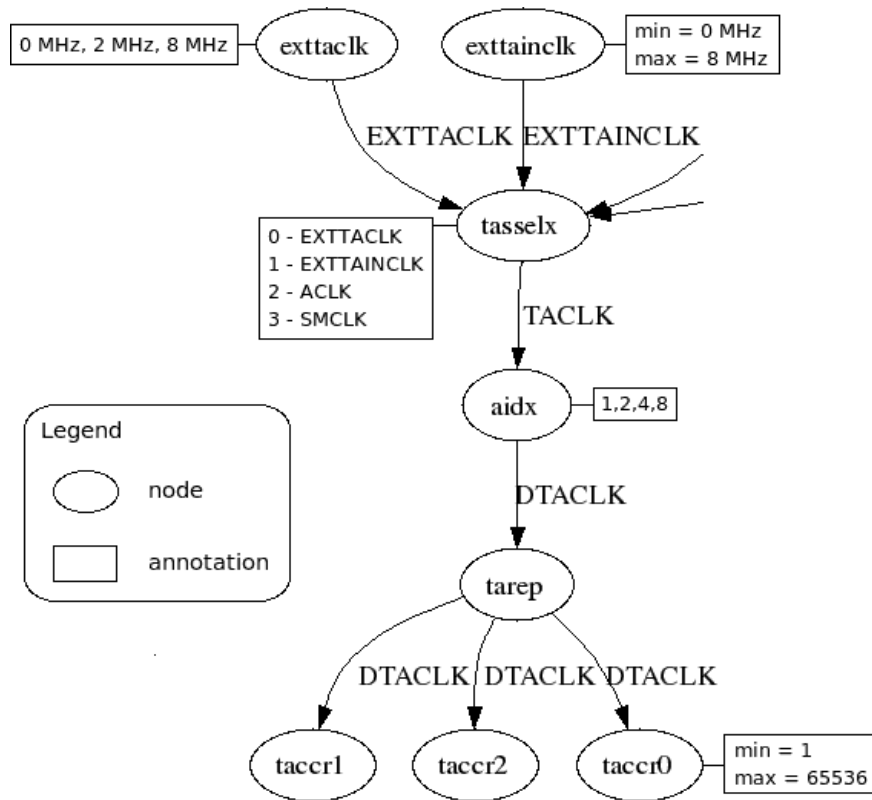 0 MHz, 2 MHz, 8 MHz
exttaclk
exttainclk
min = 0 MHz
max = 8 MHz
EXTTACLK
EXTTAINCLK
tasselx
0 - EXTTACLK
1 - EXTTAINCLK
2 - ACLK
3 - SMCLK
TACLK
aidx
1,2,4,8
Legend
node
annotation
DTACLK
tarep
DTACLK
DTACLK
DTACLK
taccr1
taccr2
taccr0
min = 1
max = 65536